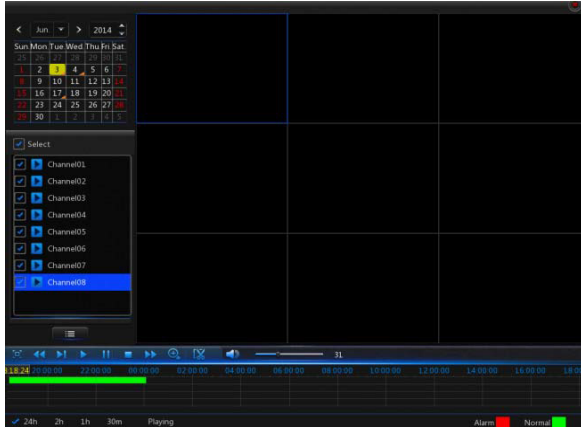 Jun. 2014
Sun Mon Tue Wed Thu Fri Sat
25 26 27 28 29 30 31
1 2 3 4 5 6 7
8 9 10 11 12 13 14
15 16 17 18 19 20 21
22 23 24 25 26 27 28
29 30 1 2 3 4 5
Select
Channel01
Channel02
Channel03
Channel04
Channel05
Channel06
Channel07
Channel08
31
20:00:00 22:00:00 00:00:00 02:00:00 04:00:00 06:00:00 08:00:00 10:00:00 12:00:00 14:00:00 16:00:00
24h 2h 1h 30m Playing Alarm Normal